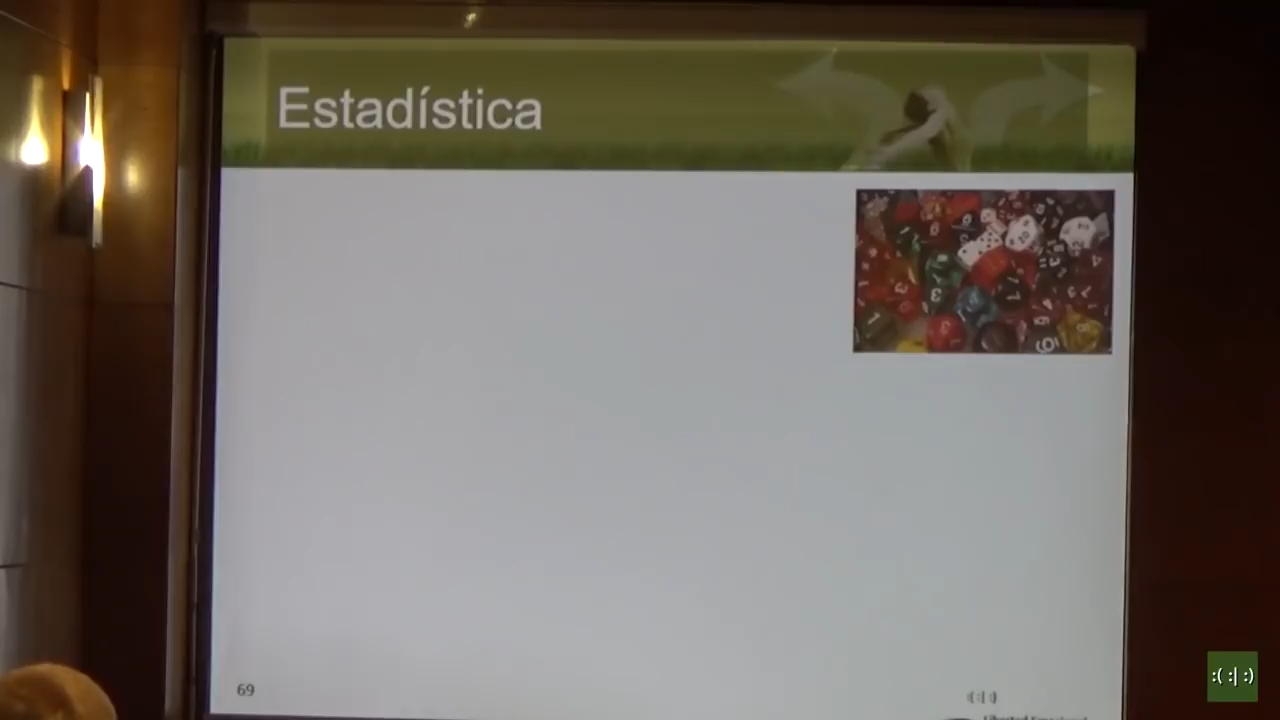 Estadística
69
:( :| :)
:( :| :)